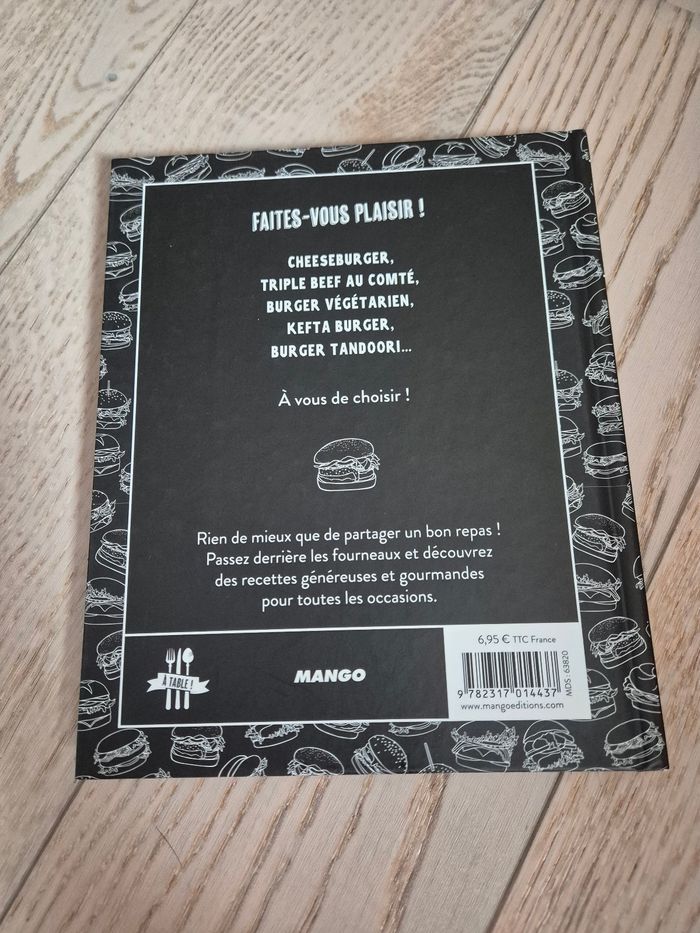 FAITES-VOUS PLAISIR !
CHEESEBURGER,
TRIPLE BEEF AU COMTÉ,
BURGER VÉGÉTARIEN,
KEFTA BURGER,
BURGER TANDOORI...
À vous de choisir !
Rien de mieux que de partager un bon repas !
Passez derrière les fourneaux et découvrez
des recettes généreuses et gourmandes
pour toutes les occasions.
À TABLE !
MANGO
6,95 € TTC France
9 782317 014437
www.mangoeditions.com
MDS : 63820